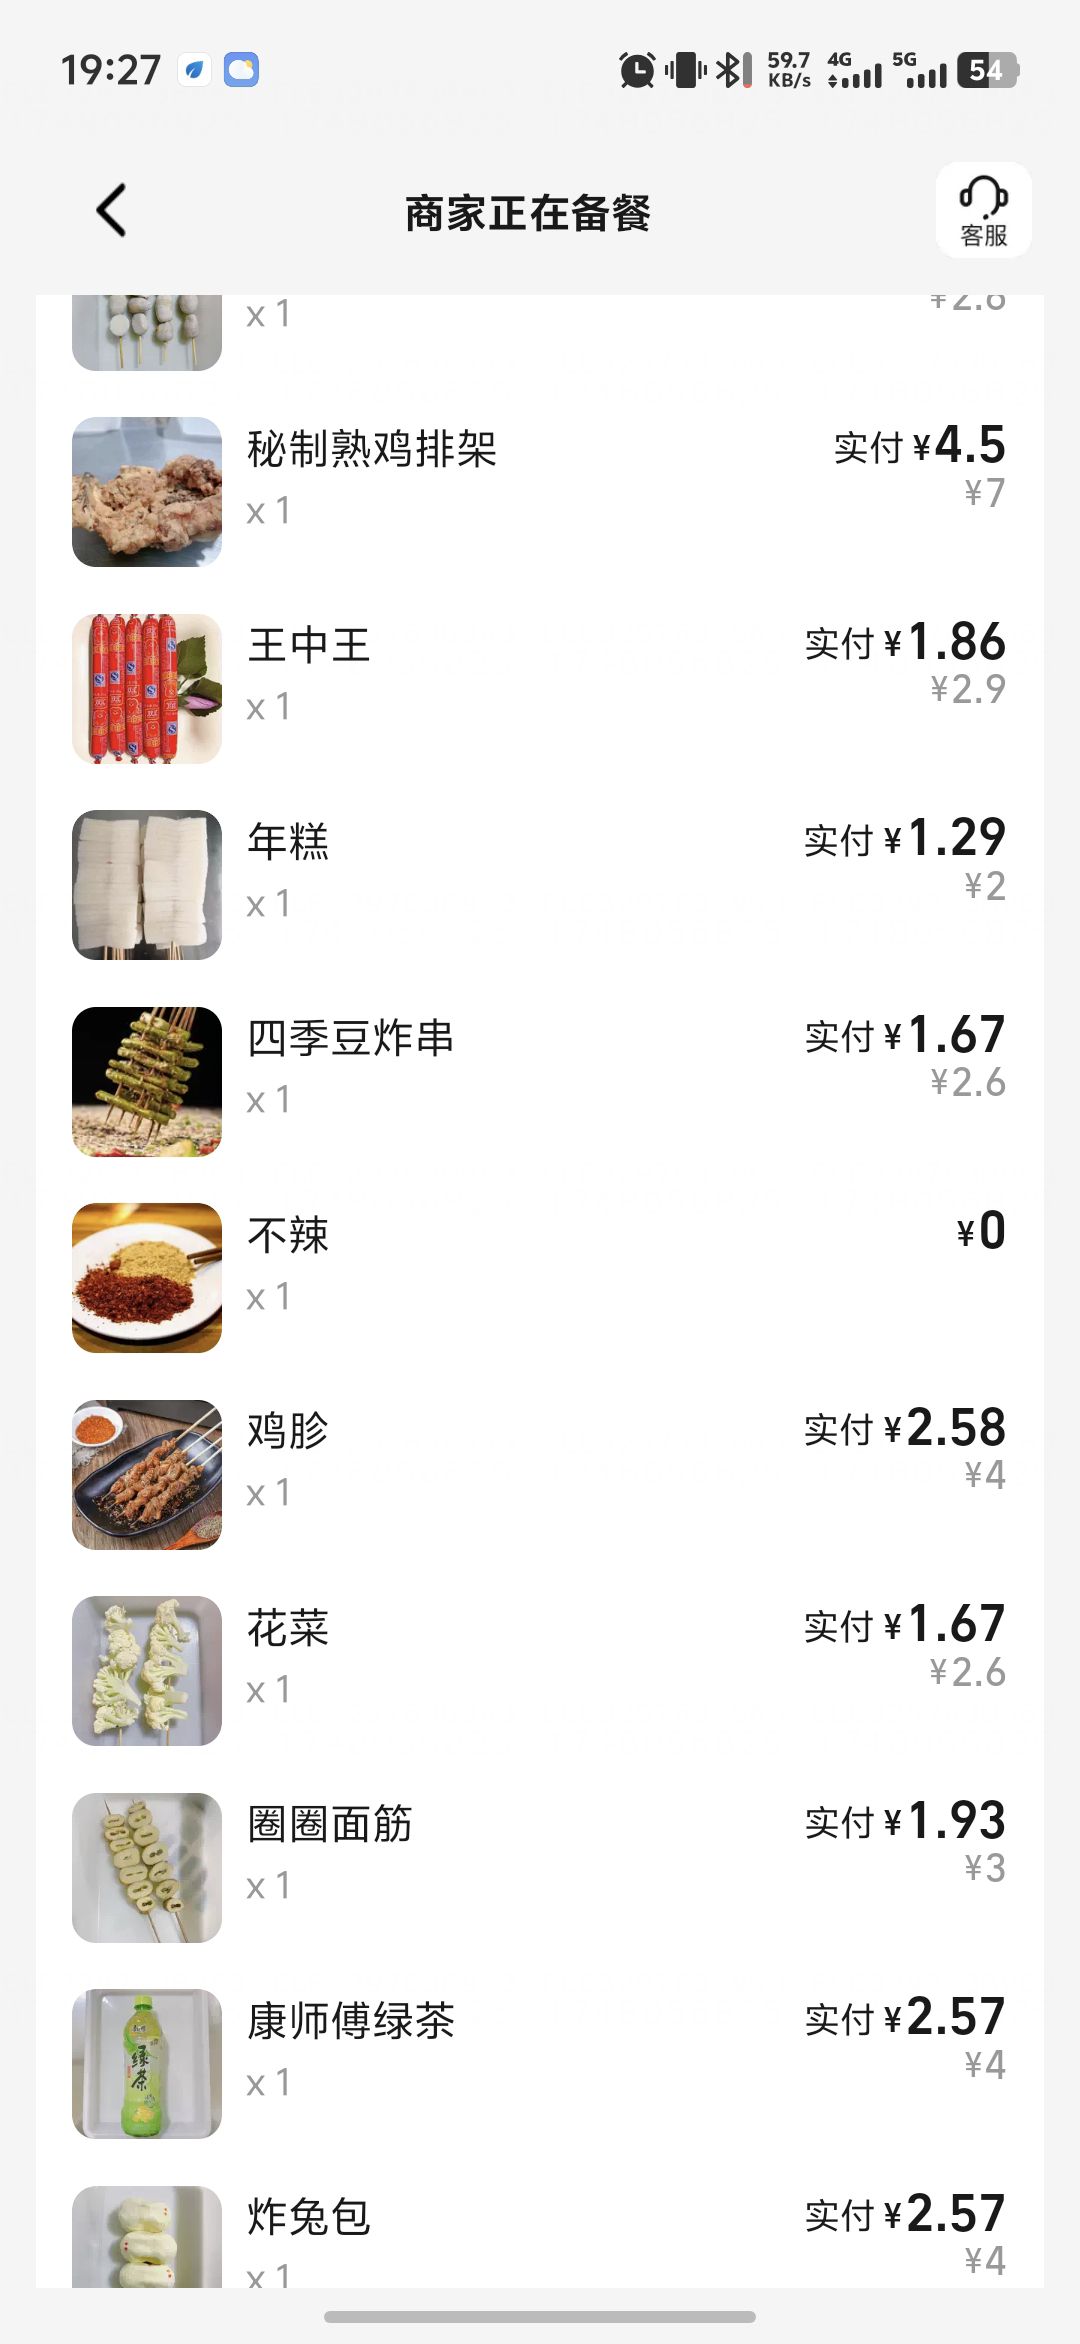 19:27
59.7 KB/s
4G
5G
54
商家正在备餐
客服
x 1
¥2.6
秘制熟鸡排架
实付 ¥4.5
x 1
¥7
王中王
实付 ¥1.86
x 1
¥2.9
年糕
实付 ¥1.29
x 1
¥2
四季豆炸串
实付 ¥1.67
x 1
¥2.6
不辣
¥0
x 1
鸡胗
实付 ¥2.58
x 1
¥4
花菜
实付 ¥1.67
x 1
¥2.6
圈圈面筋
实付 ¥1.93
x 1
¥3
康师傅绿茶
实付 ¥2.57
x 1
¥4
绿茶
炸兔包
实付 ¥2.57
x 1
¥4